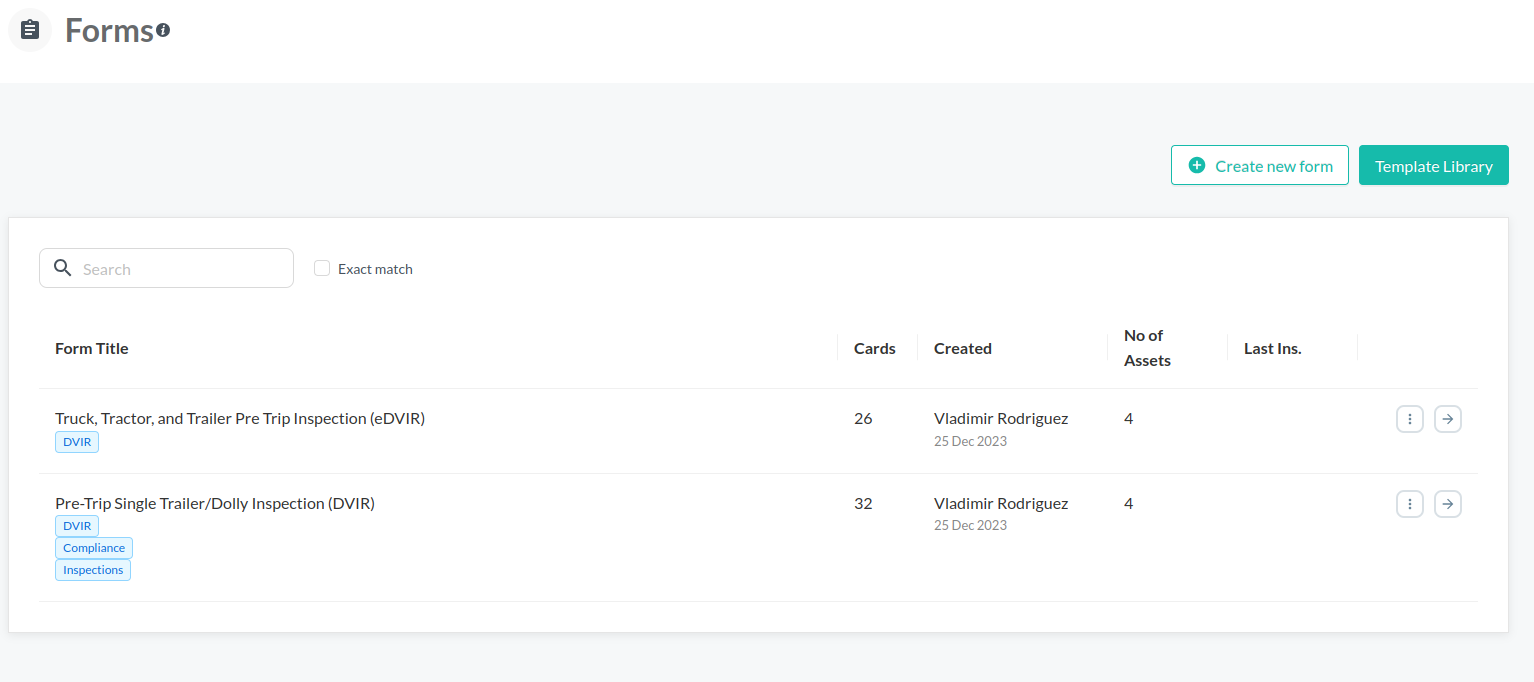 Forms
Create new form
Template Library
Search
Exact match
Form Title
Cards
Created
No of
Assets
Last Ins.
Truck, Tractor, and Trailer Pre Trip Inspection (eDVIR)
26
Vladimir Rodriguez
4
DVIR
25 Dec 2023
Pre-Trip Single Trailer/Dolly Inspection (DVIR)
32
Vladimir Rodriguez
4
DVIR
25 Dec 2023
Compliance
Inspections